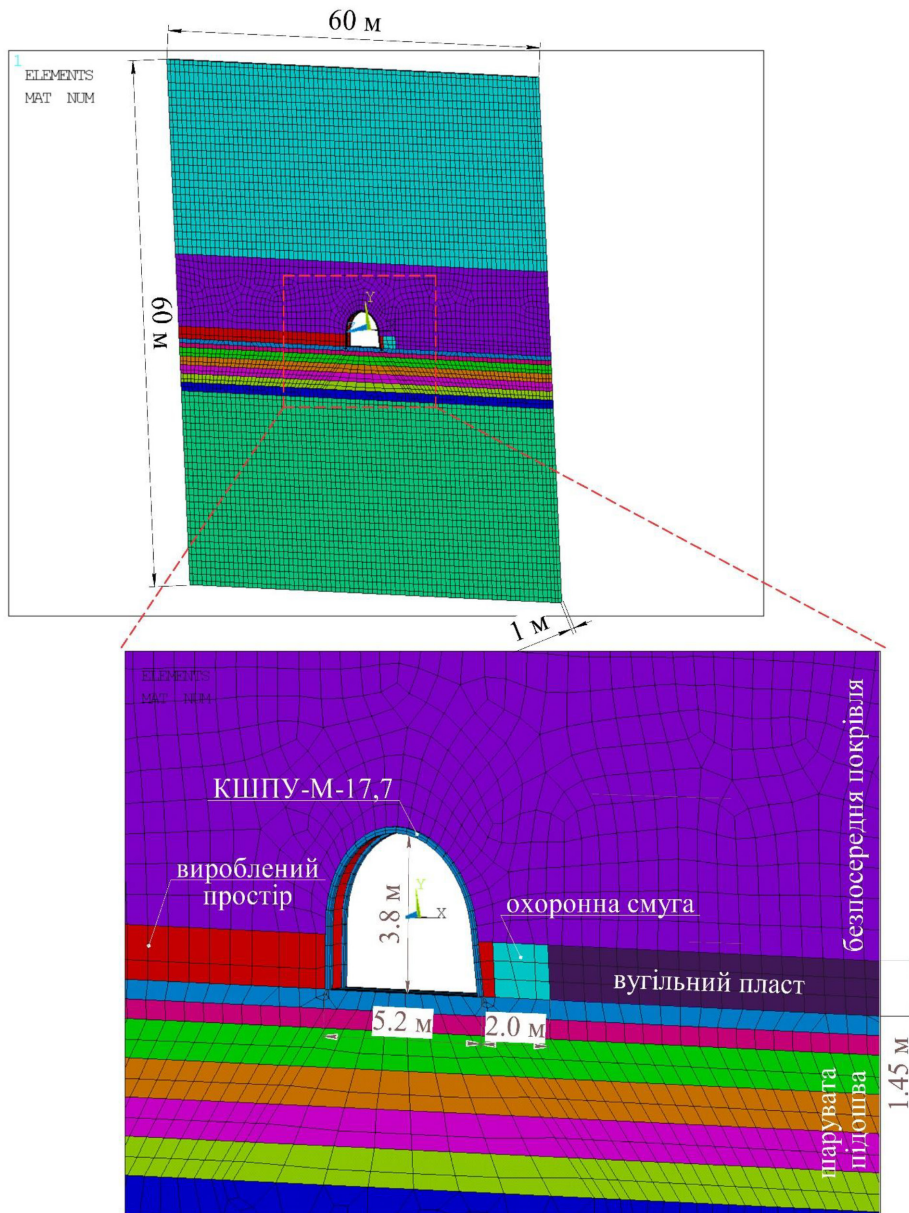 60 м
1
ELEMENTS
MAT NUM
Y
60 м
1 м
ELEMENTS
MAT NUM
КШПУ-М-17,7
безпосередня покрівля
вироблений
простір
3.8 м
Y
X
охоронна смуга
вугільний пласт
5.2 м
2.0 м
1.45 м
шарувата
підошва